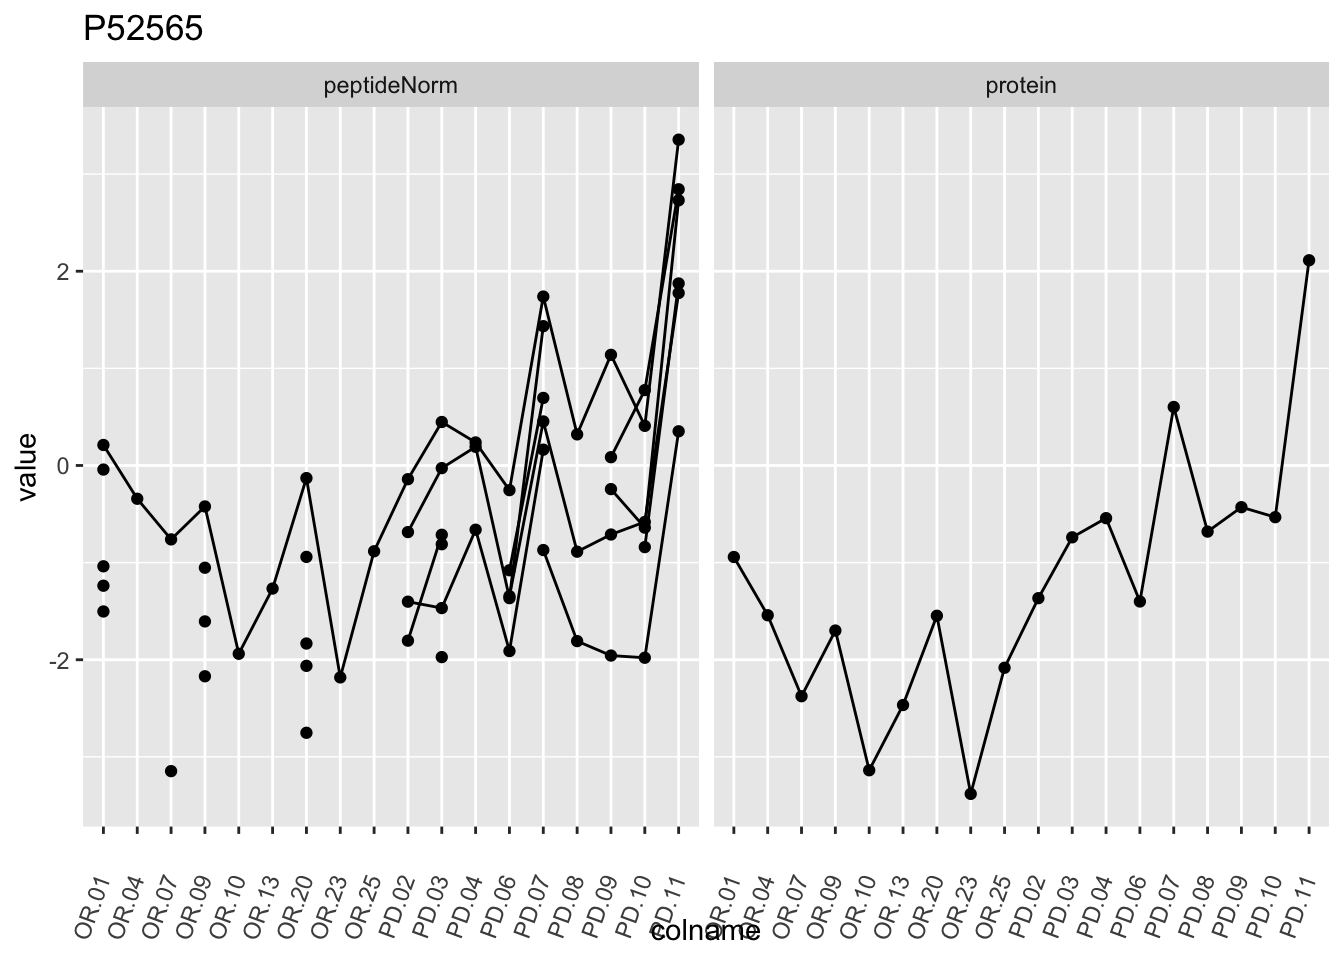 P52565
peptideNorm protein
value
2
0
-2
OR.01 OR.04 OR.07 OR.09 OR.10 OR.13 OR.20 OR.23 OR.25 PD.02 PD.03 PD.04 PD.06 PD.07 PD.08 PD.09 PD.10 PD.11 OR.01 OR.04 OR.07 OR.09 OR.10 OR.13 OR.20 OR.23 OR.25 PD.02 PD.03 PD.04 PD.06 PD.07 PD.08 PD.09 PD.10 PD.11
colname